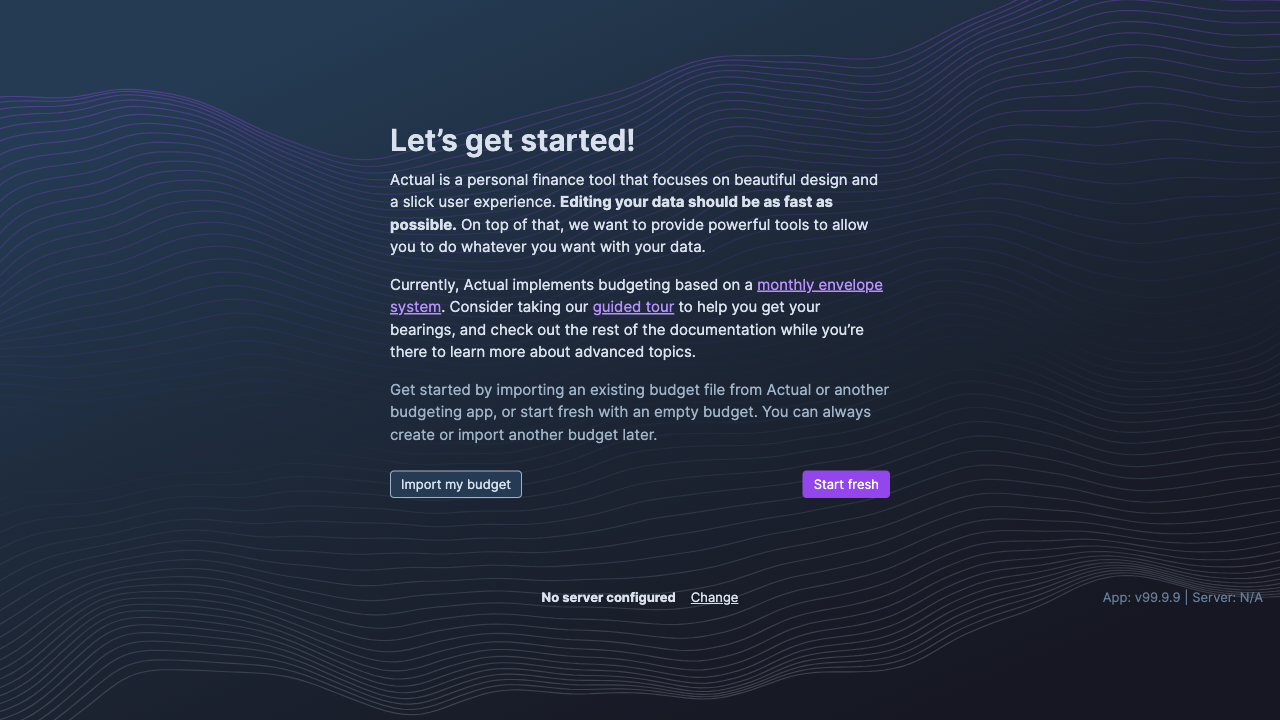 Let’s get started!
Actual is a personal finance tool that focuses on beautiful design and
a slick user experience. Editing your data should be as fast as
possible. On top of that, we want to provide powerful tools to allow
you to do whatever you want with your data.
Currently, Actual implements budgeting based on a monthly envelope
system. Consider taking our guided tour to help you get your
bearings, and check out the rest of the documentation while you’re
there to learn more about advanced topics.
Get started by importing an existing budget file from Actual or another
budgeting app, or start fresh with an empty budget. You can always
create or import another budget later.
Import my budget
Start fresh
No server configured Change
App: v99.9.9 | Server: N/A